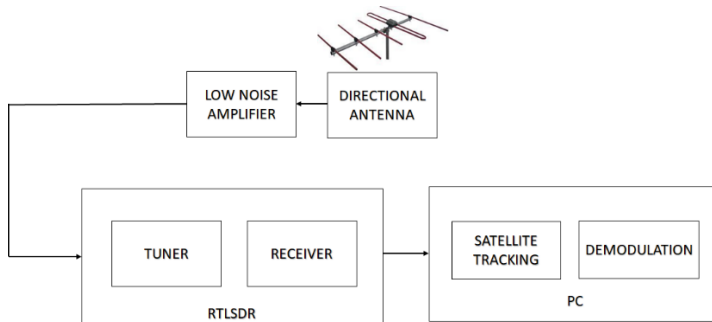 LOW NOISE
AMPLIFIER
DIRECTIONAL
ANTENNA
TUNER
RECEIVER
RTLSDR
SATELLITE
TRACKING
DEMODULATION
PC